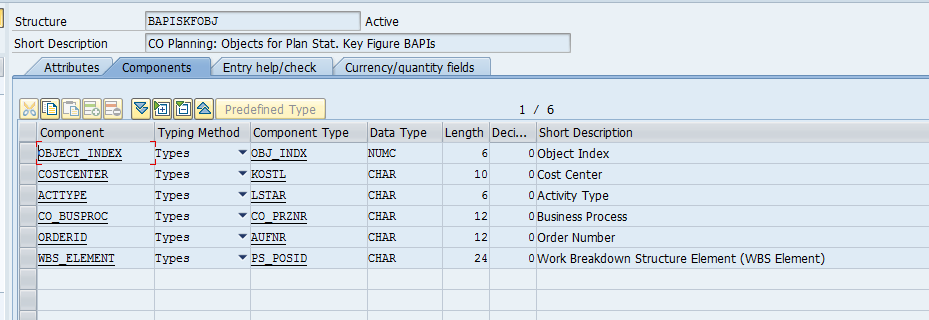 Structure BAPISKFOBJ Active
Short Description CO Planning: Objects for Plan Stat. Key Figure BAPIs
Attributes Components Entry help/check Currency/quantity fields
Predefined Type 1 / 6
Component Typing Method Component Type Data Type Length Deci... Short Description
OBJECT_INDEX Types OBJ_INDX NUMC 6 0 Object Index
COSTCENTER Types KOSTL CHAR 10 0 Cost Center
ACTTYPE Types LSTAR CHAR 6 0 Activity Type
CO_BUSPROC Types CO_PRZNR CHAR 12 0 Business Process
ORDERID Types AUFNR CHAR 12 0 Order Number
WBS_ELEMENT Types PS_POSID CHAR 24 0 Work Breakdown Structure Element (WBS Element)